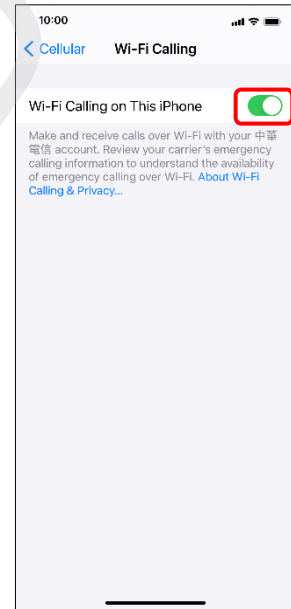 10:00
Cellular Wi-Fi Calling
Wi-Fi Calling on This iPhone
Make and receive calls over Wi-Fi with your 中華
電信 account. Review your carrier's emergency
calling information to understand the availability
of emergency calling over Wi-Fi. About Wi-Fi
Calling & Privacy...